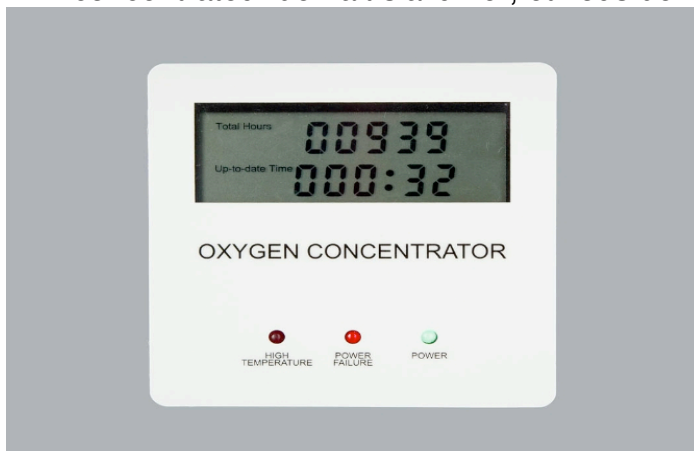 Total Hours 00939
Up-to-date Time 000:32
OXYGEN CONCENTRATOR
HIGH
TEMPERATURE
POWER
FAILURE
POWER